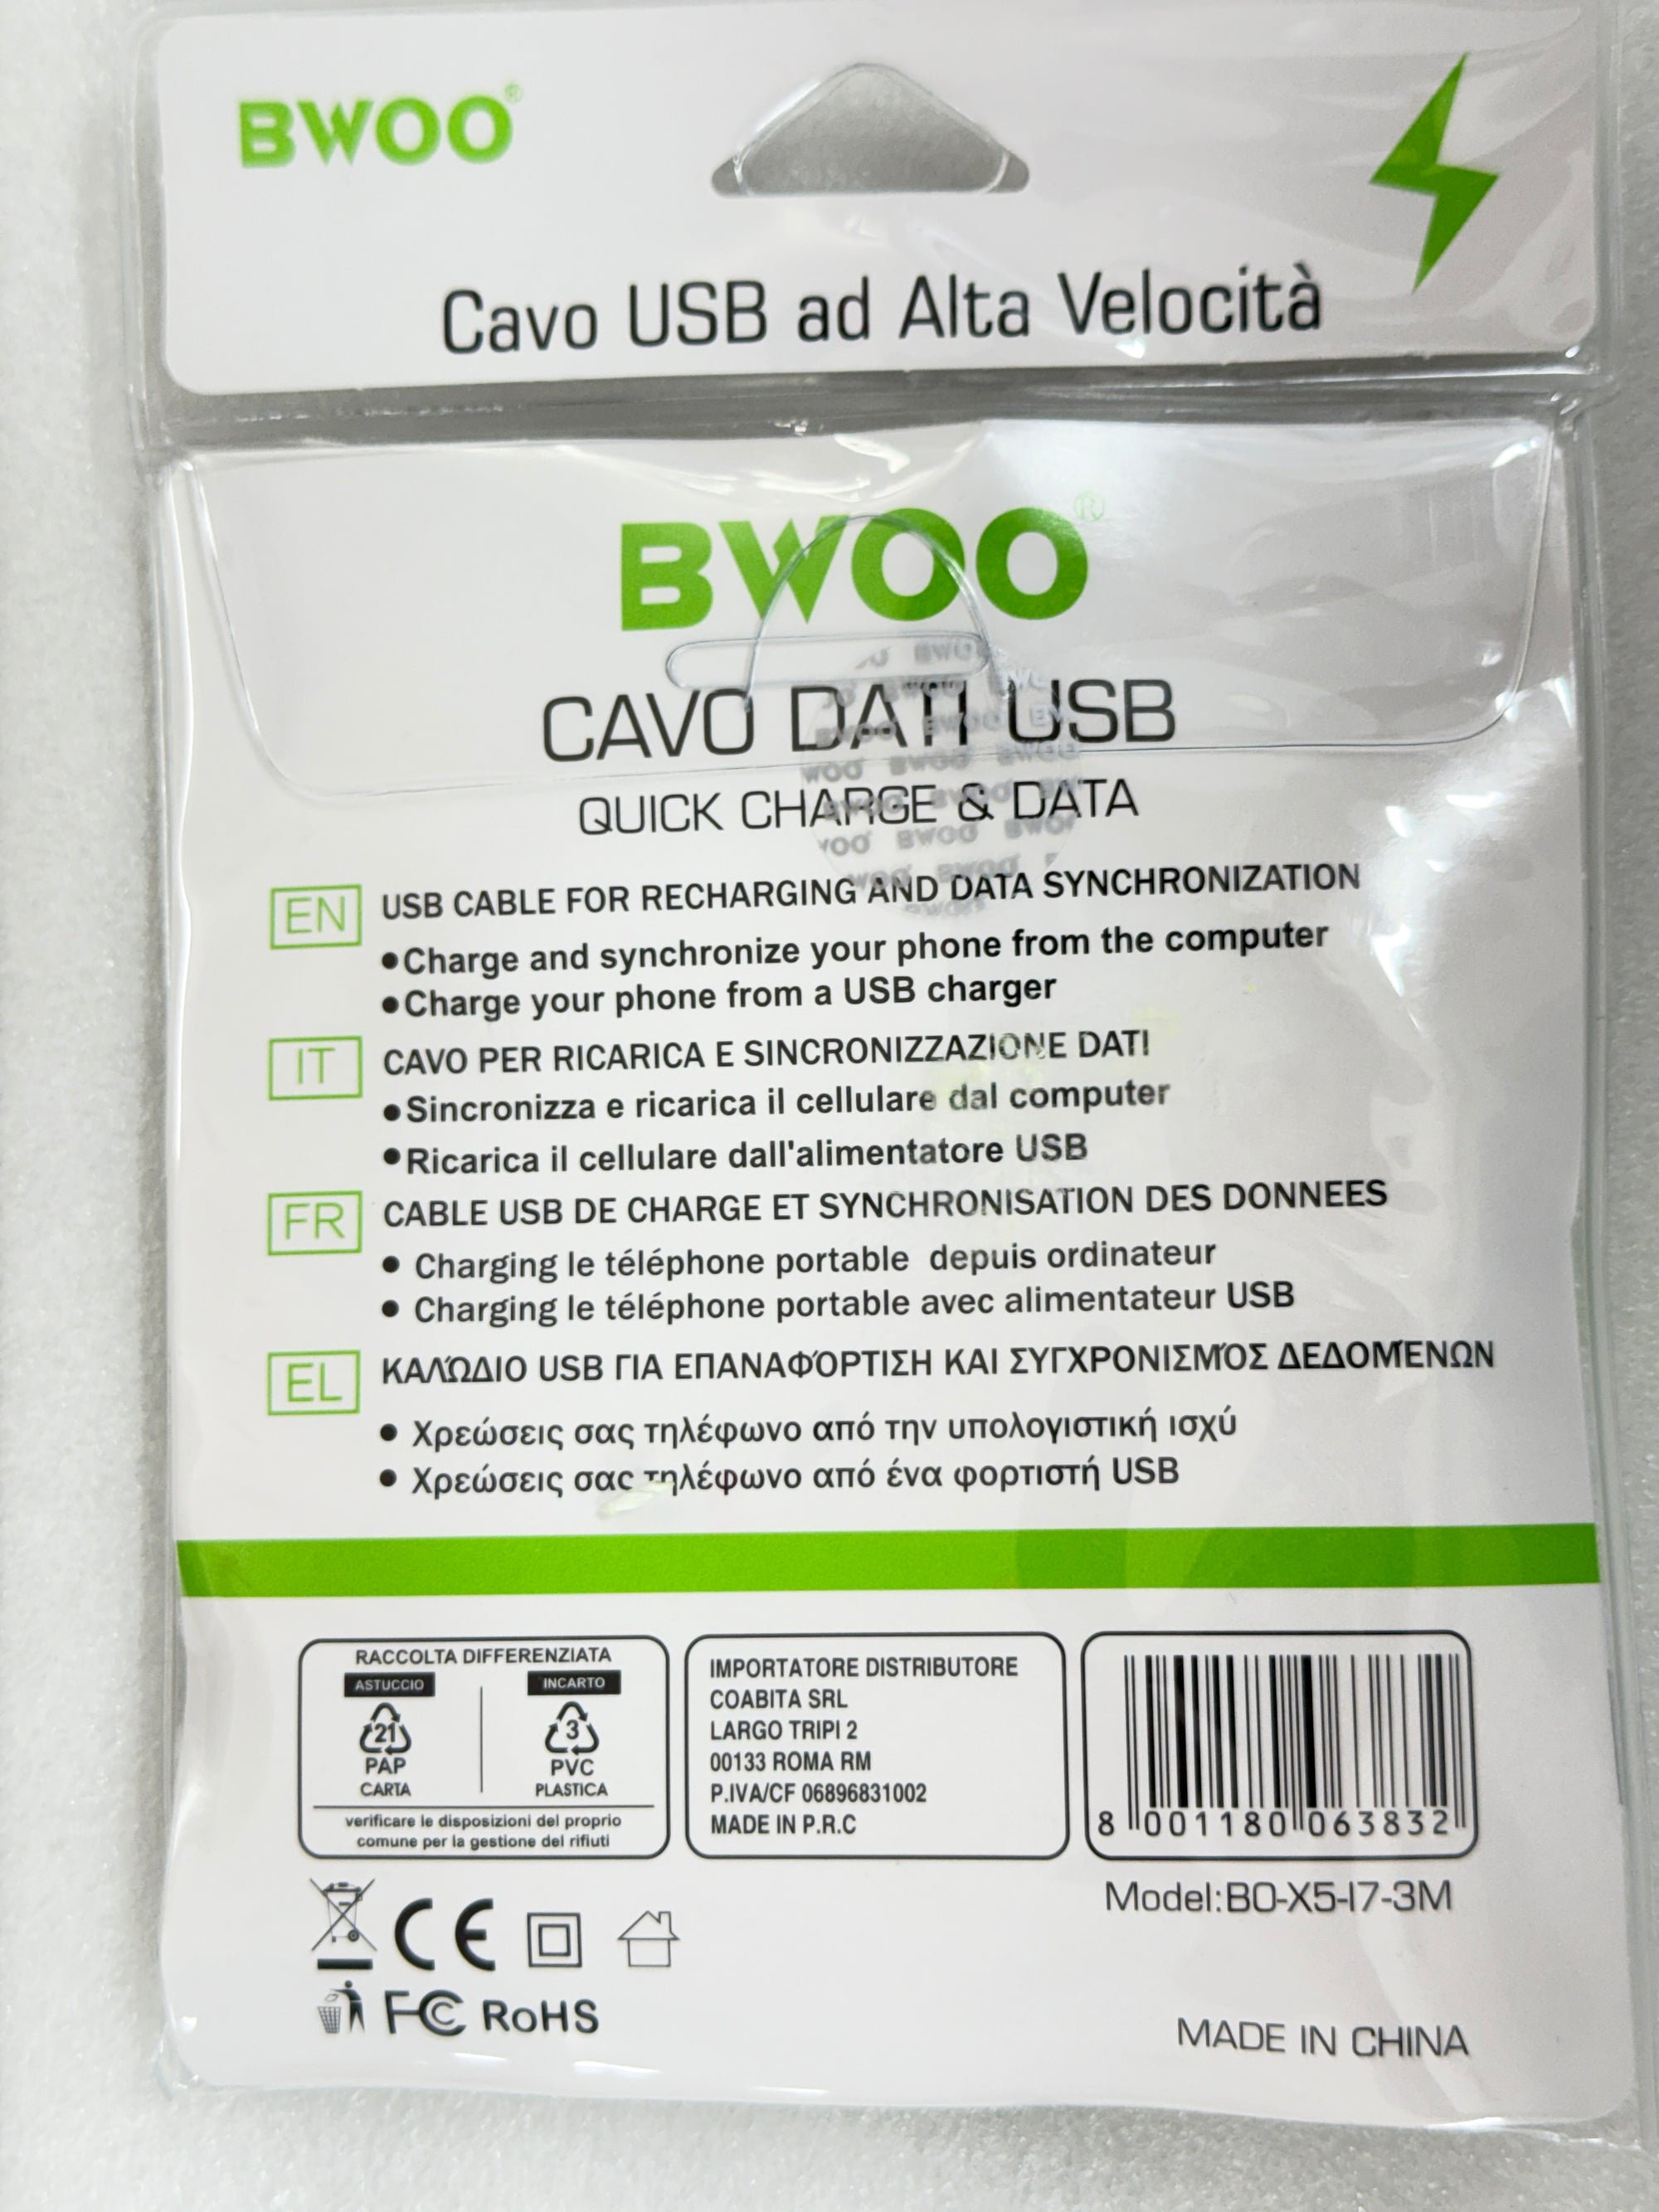 BWOO®
Cavo USB ad Alta Velocità
BWOO®
CAVO DATI USB
QUICK CHARGE & DATA
EN
USB CABLE FOR RECHARGING AND DATA SYNCHRONIZATION
●Charge and synchronize your phone from the computer
●Charge your phone from a USB charger
IT
CAVO PER RICARICA E SINCRONIZZAZIONE DATI
●Sincronizza e ricarica il cellulare dal computer
●Ricarica il cellulare dall'alimentatore USB
FR
CABLE USB DE CHARGE ET SYNCHRONISATION DES DONNEES
● Charging le téléphone portable depuis ordinateur
● Charging le téléphone portable avec alimentateur USB
EL
ΚΑΛΏΔΙΟ USB ΓΙΑ ΕΠΑΝΑΦΌΡΤΙΣΗ ΚΑΙ ΣΥΓΧΡΟΝΙΣΜΌΣ ΔΕΔΟΜΈΝΩΝ
● Χρεώσεις σας τηλέφωνο από την υπολογιστική ισχύ
● Χρεώσεις σας τηλέφωνο από ένα φορτιστή USB
RACCOLTA DIFFERENZIATA
ASTUCCIO INCARTO
21 3
PAP PVC
CARTA PLASTICA
verificare le disposizioni del proprio
comune per la gestione del rifiuti
IMPORTATORE DISTRIBUTORE
COABITA SRL
LARGO TRIPI 2
00133 ROMA RM
P.IVA/CF 06896831002
MADE IN P.R.C
8 001180 063832
Model:BO-X5-I7-3M
CE
FC RoHS
MADE IN CHINA